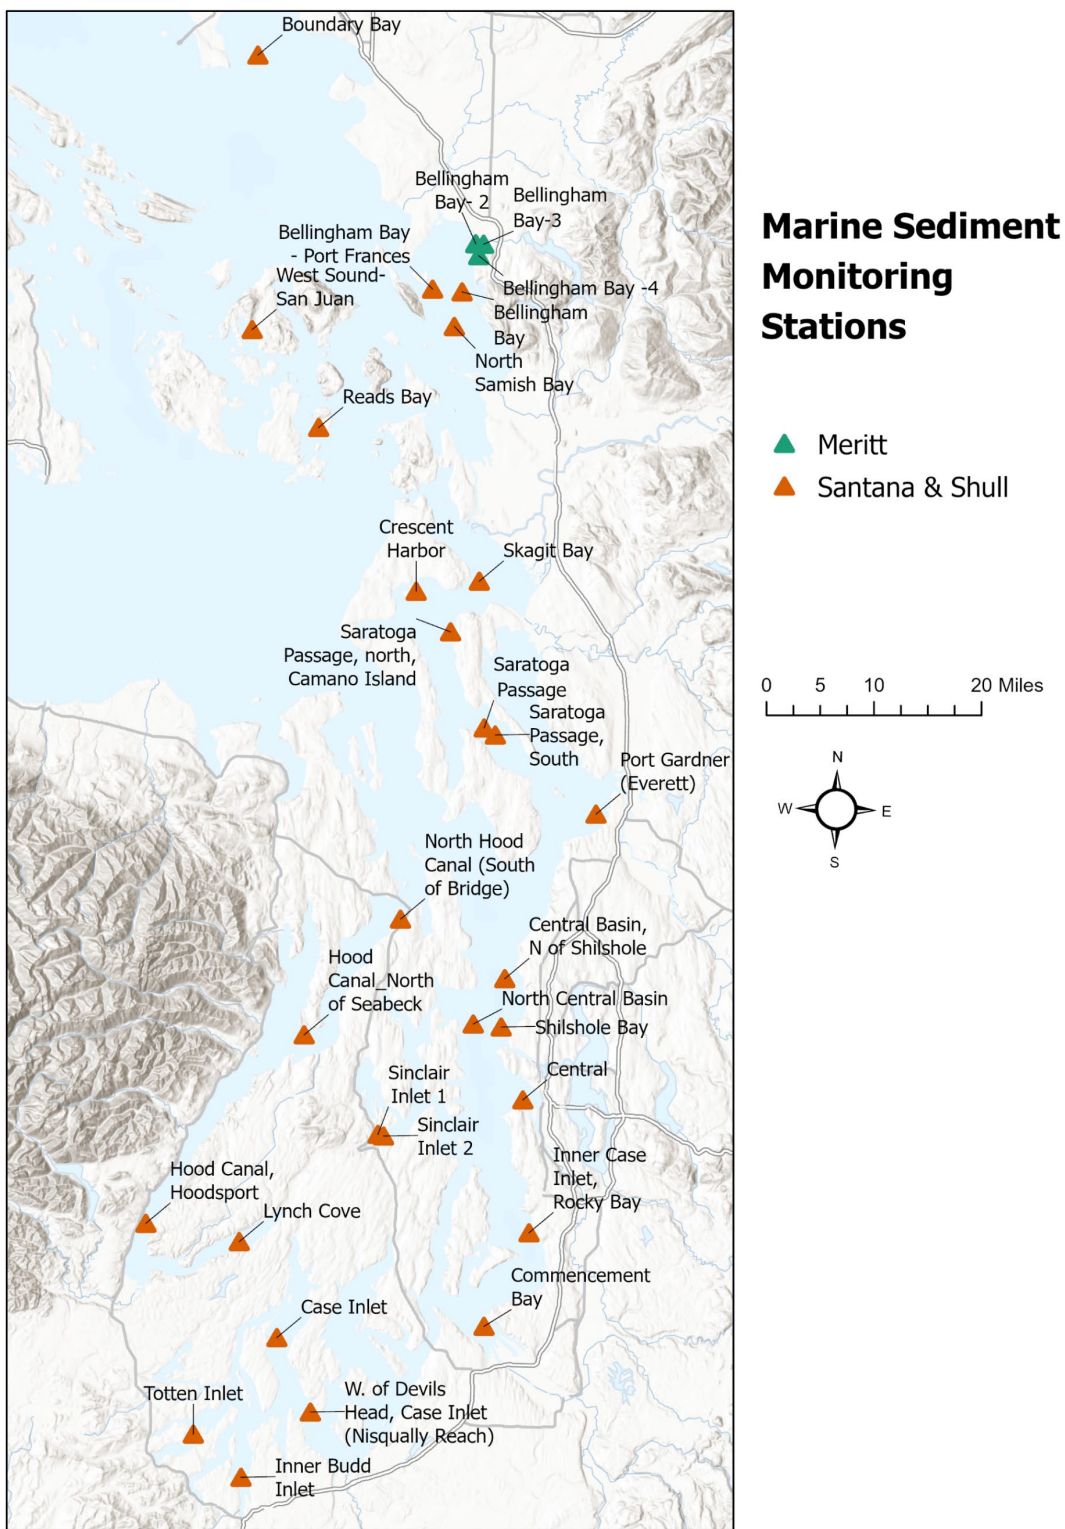 Boundary Bay
Bellingham
Bay- 2
Bellingham
Bay-3
Bellingham Bay
- Port Frances
West Sound-
San Juan
Bellingham Bay -4
Bellingham
Bay
North
Samish Bay
Reads Bay
Crescent
Harbor
Skagit Bay
Saratoga
Passage, north,
Camano Island
Saratoga
Passage
Saratoga
Passage,
South
Port Gardner
(Everett)
North Hood
Canal (South
of Bridge)
Central Basin,
N of Shilshole
Hood
Canal_North
of Seabeck
North Central Basin
Shilshole Bay
Central
Sinclair
Inlet 1
Sinclair
Inlet 2
Inner Case
Inlet,
Rocky Bay
Hood Canal,
Hoodsport
Lynch Cove
Commencement
Bay
Case Inlet
W. of Devils
Head, Case Inlet
(Nisqually Reach)
Totten Inlet
Inner Budd
Inlet
Marine Sediment
Monitoring
Stations
Meritt
Santana & Shull
0 5 10 20 Miles
N
W E
S